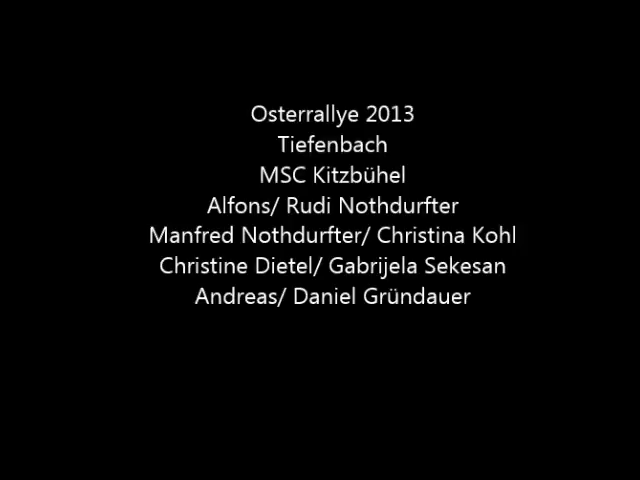 Osterrallye 2013
Tiefenbach
MSC Kitzbühel
Alfons/ Rudi Nothdurfter
Manfred Nothdurfter/ Christina Kohl
Christine Dietel/ Gabrijela Sekesan
Andreas/ Daniel Gründauer